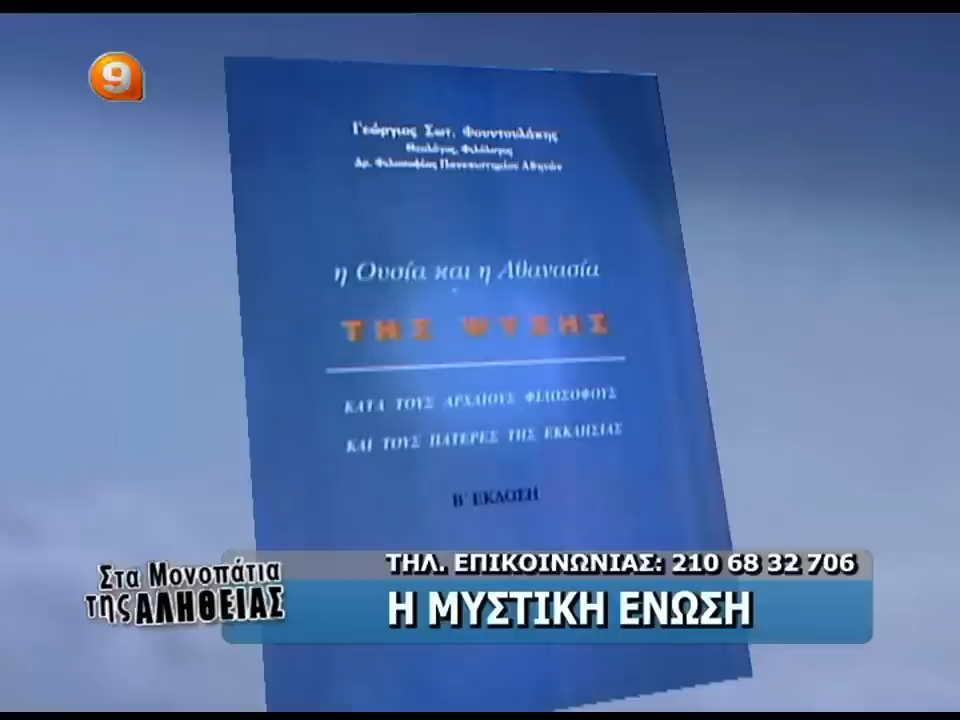 9
Γεώργιος Σωτ. Φουντουλάκης
Θεολόγος, Φιλόλογος
Δρ. Φιλοσοφίας Πανεπιστημίου Αθηνών
η Ουσία και η Αθανασία
ΤΗΣ ΨΥΧΗΣ
ΚΑΤΑ ΤΟΥΣ ΑΡΧΑΙΟΥΣ ΦΙΛΟΣΟΦΟΥΣ
ΚΑΙ ΤΟΥΣ ΠΑΤΕΡΕΣ ΤΗΣ ΕΚΚΛΗΣΙΑΣ
Β' ΕΚΔΟΣΗ
ΤΗΛ. ΕΠΙΚΟΙΝΩΝΙΑΣ: 210 68 32 706
Στα Μονοπάτια
της ΑΛΗΘΕΙΑΣ
Η ΜΥΣΤΙΚΗ ΕΝΩΣΗ